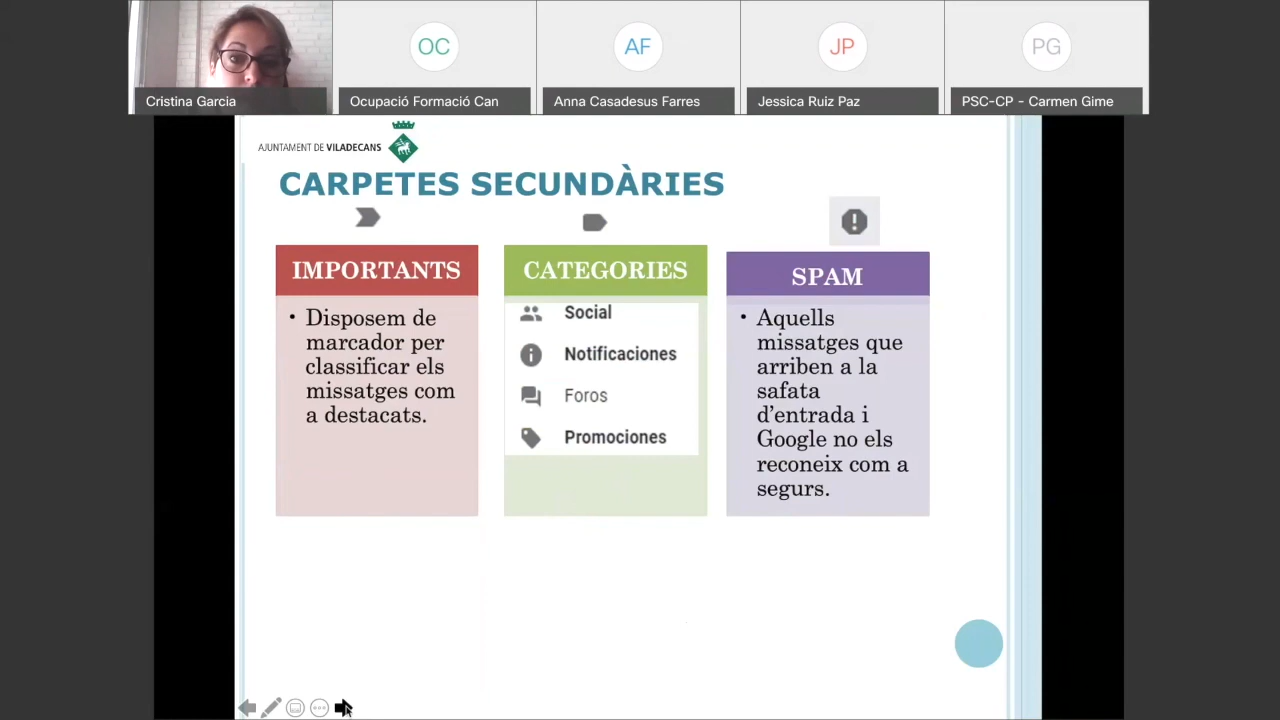 Cristina Garcia
Ocupació Formació Can
Anna Casadesus Farres
Jessica Ruiz Paz
PSC-CP - Carmen Gime
OC
AF
JP
PG
AJUNTAMENT DE VILADECANS
CARPETES SECUNDÀRIES
IMPORTANTS
• Disposem de
marcador per
classificar els
missatges com
a destacats.
CATEGORIES
Social
Notificaciones
Foros
Promociones
SPAM
• Aquells
missatges que
arriben a la
safata
d’entrada i
Google no els
reconeix com a
segurs.